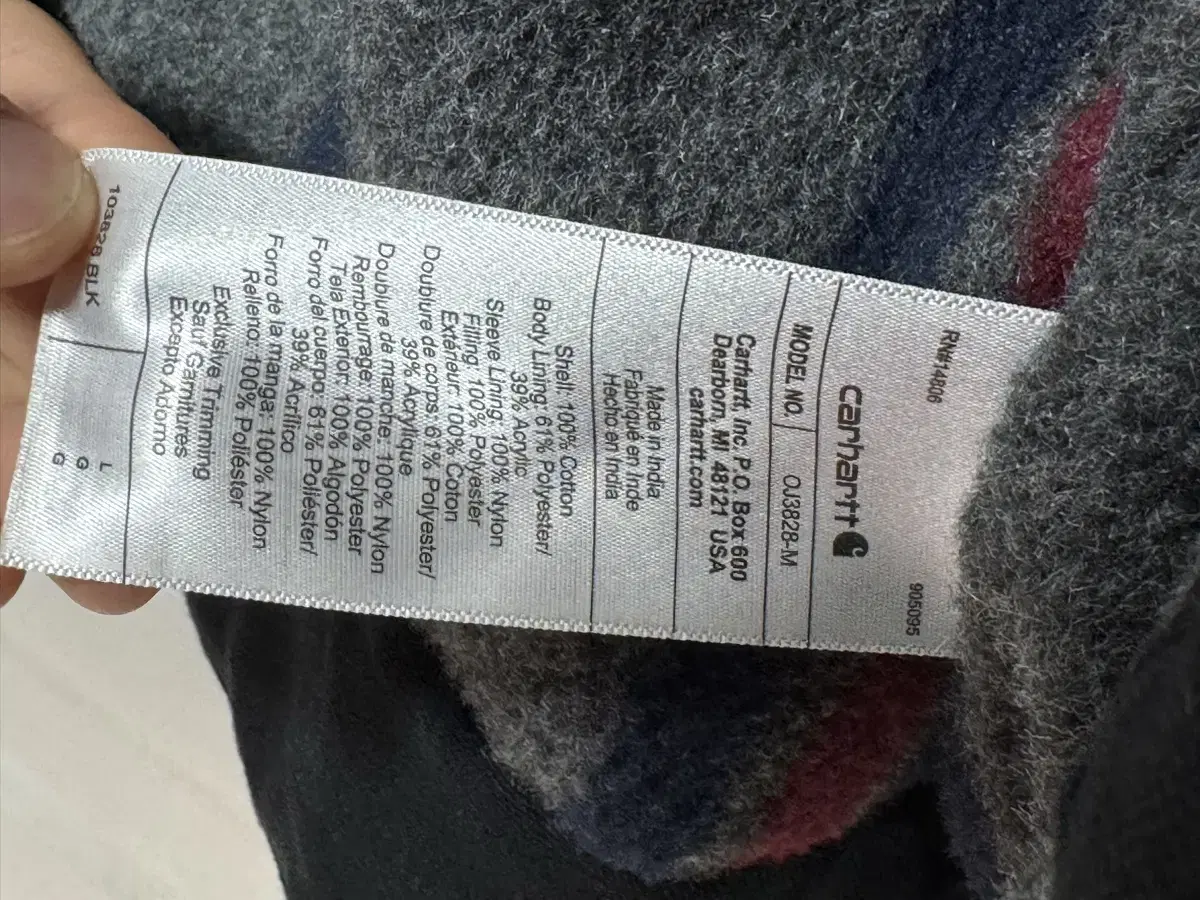 RN#14806 905095
carhartt
MODEL NO. OJ3828-M
Carhartt, Inc. P.O. Box 600
Dearborn, MI 48121 USA
carhartt.com
Made in India
Fabriqué en Inde
Hecho en India
Shell: 100% Cotton
Body Lining: 61% Polyester/
39% Acrylic
Sleeve Lining: 100% Nylon
Filling: 100% Polyester
Extérieur: 100% Coton
Doublure de corps 61% Polyester/
39% Acrylique
Doublure de manche: 100% Nylon
Rembourrage: 100% Polyester
Tela Exterior: 100% Algodón
Forro del cuerpo: 61% Poliéster/
39% Acrílico
Forro de la manga: 100% Nylon
Relleno: 100% Poliéster
Exclusive Trimming
Sauf Garnitures
Excepto Adorno
103828 BLK
L
G
G